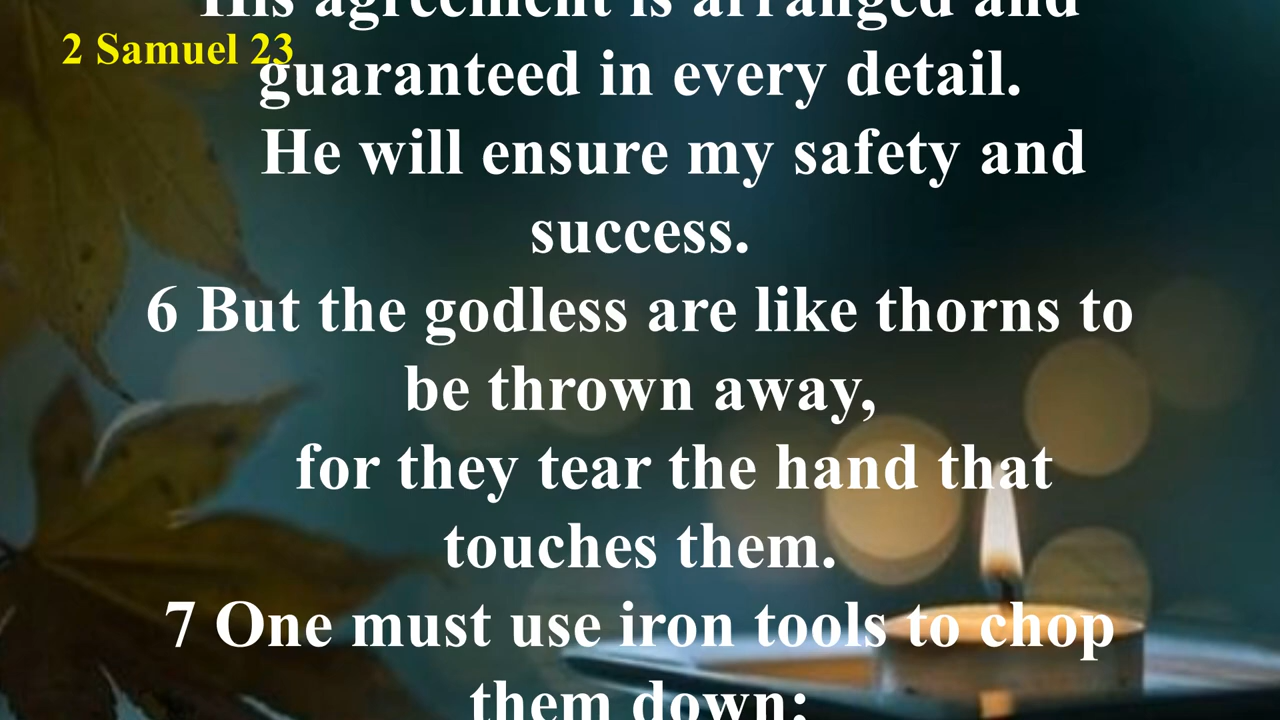 His agreement is arranged and
2 Samuel 23
guaranteed in every detail.
He will ensure my safety and
success.
6 But the godless are like thorns to
be thrown away,
for they tear the hand that
touches them.
7 One must use iron tools to chop
them down;